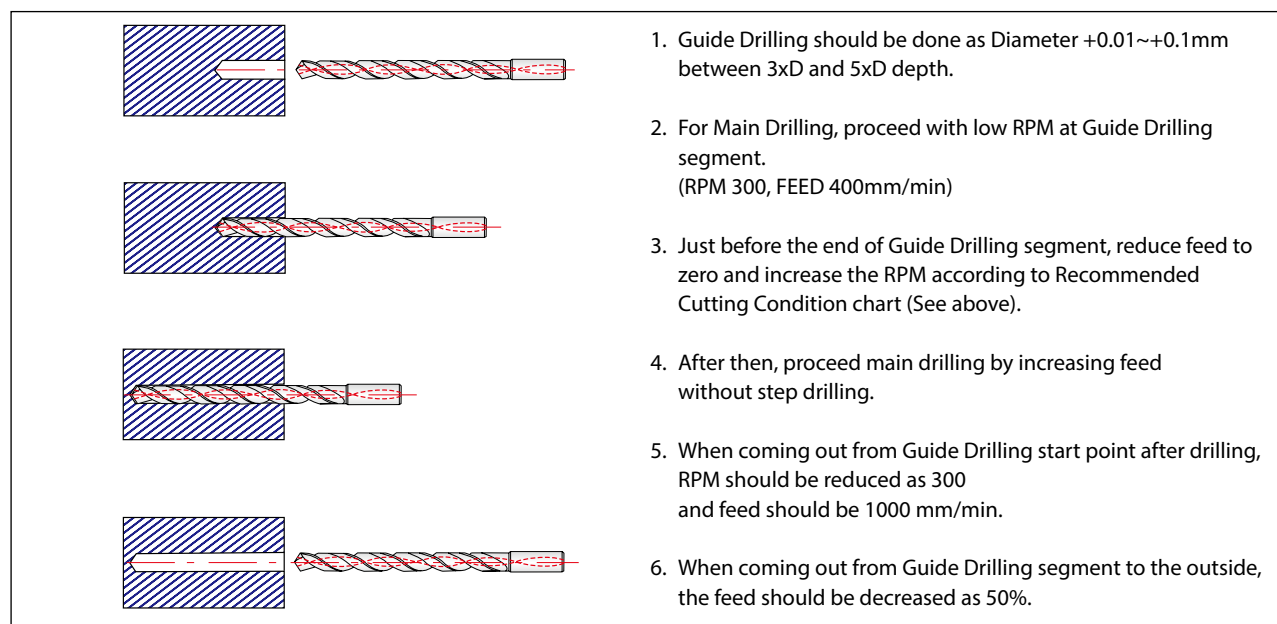 1. Guide Drilling should be done as Diameter +0.01~+0.1mm
between 3xD and 5xD depth.
2. For Main Drilling, proceed with low RPM at Guide Drilling
segment.
(RPM 300, FEED 400mm/min)
3. Just before the end of Guide Drilling segment, reduce feed to
zero and increase the RPM according to Recommended
Cutting Condition chart (See above).
4. After then, proceed main drilling by increasing feed
without step drilling.
5. When coming out from Guide Drilling start point after drilling,
RPM should be reduced as 300
and feed should be 1000 mm/min.
6. When coming out from Guide Drilling segment to the outside,
the feed should be decreased as 50%.